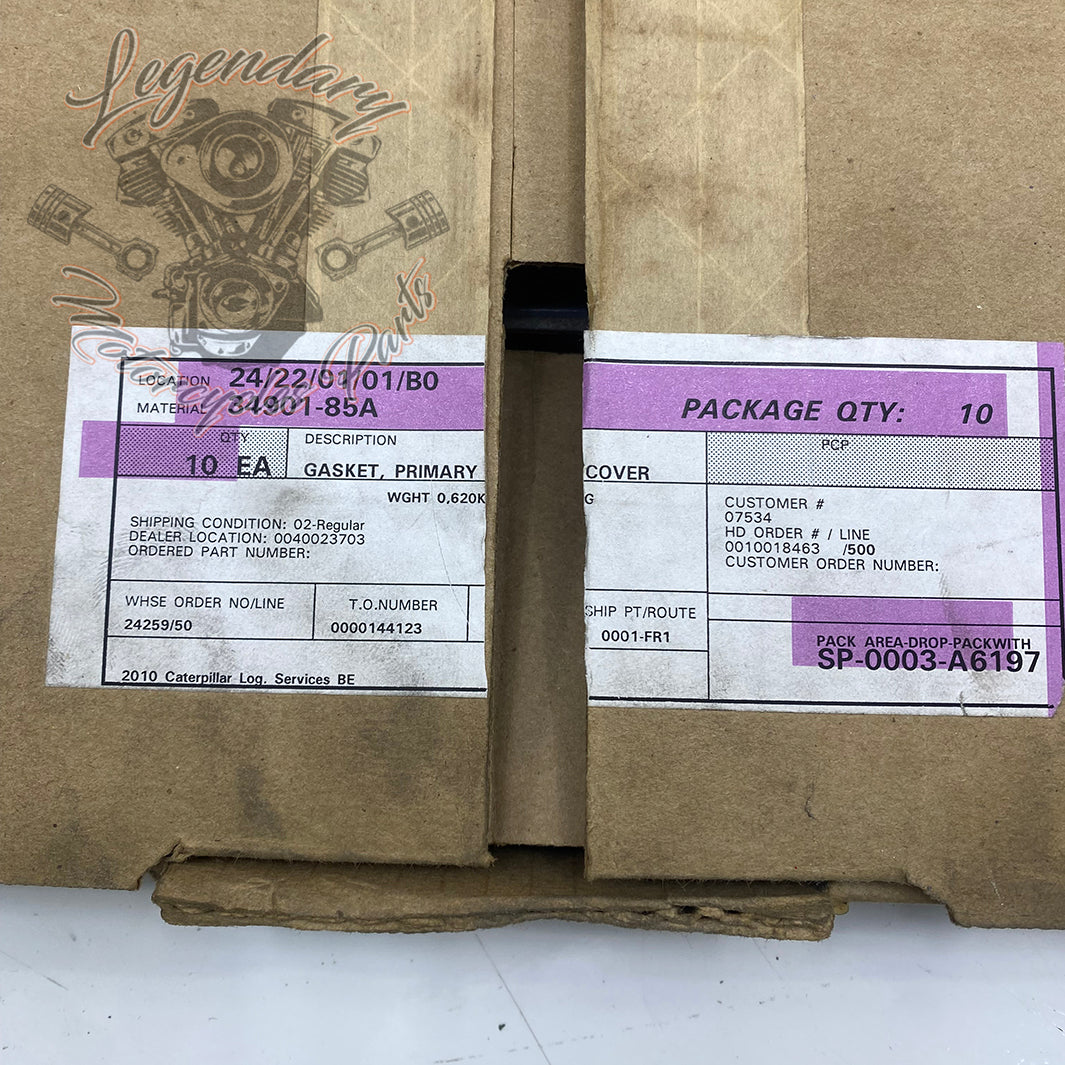 Legendary
Motorcycle Parts
LOCATION 24/22/01/01/B0
MATERIAL 34901-85A
PACKAGE QTY: 10
QTY
10 EA
DESCRIPTION
GASKET, PRIMARY /COVER
PCP
WGHT 0,620K G
SHIPPING CONDITION: 02-Regular
DEALER LOCATION: 0040023703
ORDERED PART NUMBER:
CUSTOMER #
07534
HD ORDER # / LINE
0010018463 /500
CUSTOMER ORDER NUMBER:
WHSE ORDER NO/LINE
24259/50
T.O.NUMBER
0000144123
SHIP PT/ROUTE
0001-FR1
PACK AREA-DROP-PACKWITH
SP-0003-A6197
2010 Caterpillar Log. Services BE